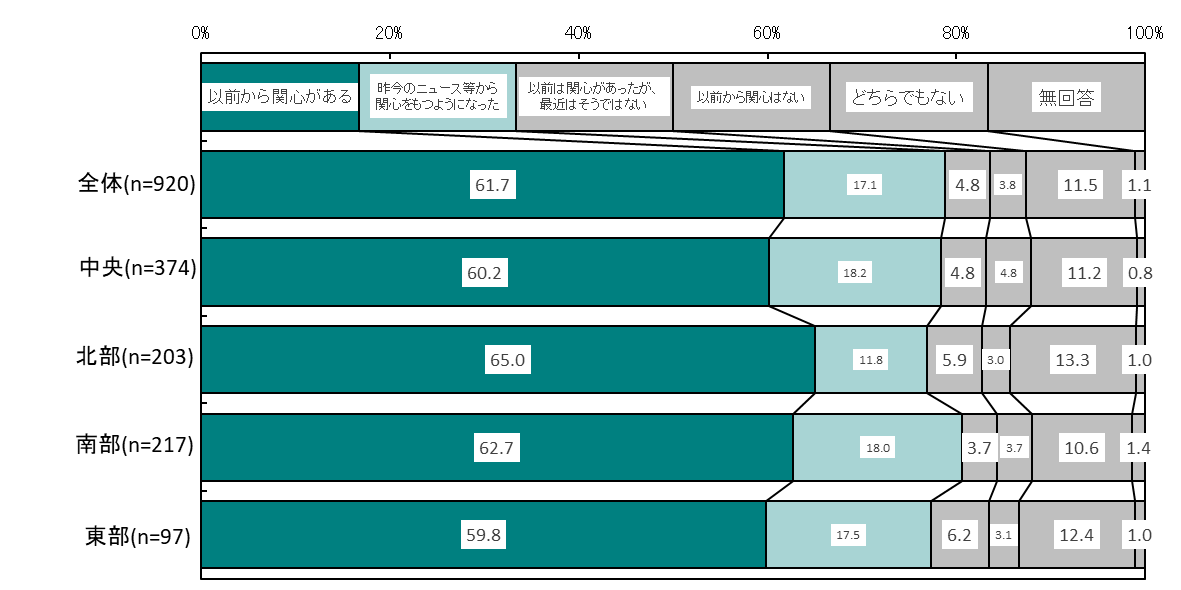 0% 20% 40% 60% 80% 100%
以前から関心がある
昨今のニュース等から
関心をもつようになった
以前は関心があったが、
最近はそうではない
以前から関心はない
どちらでもない
無回答
全体(n=920) 61.7 17.1 4.8 3.8 11.5 1.1
中央(n=374) 60.2 18.2 4.8 4.8 11.2 0.8
北部(n=203) 65.0 11.8 5.9 3.0 13.3 1.0
南部(n=217) 62.7 18.0 3.7 3.7 10.6 1.4
東部(n=97) 59.8 17.5 6.2 3.1 12.4 1.0